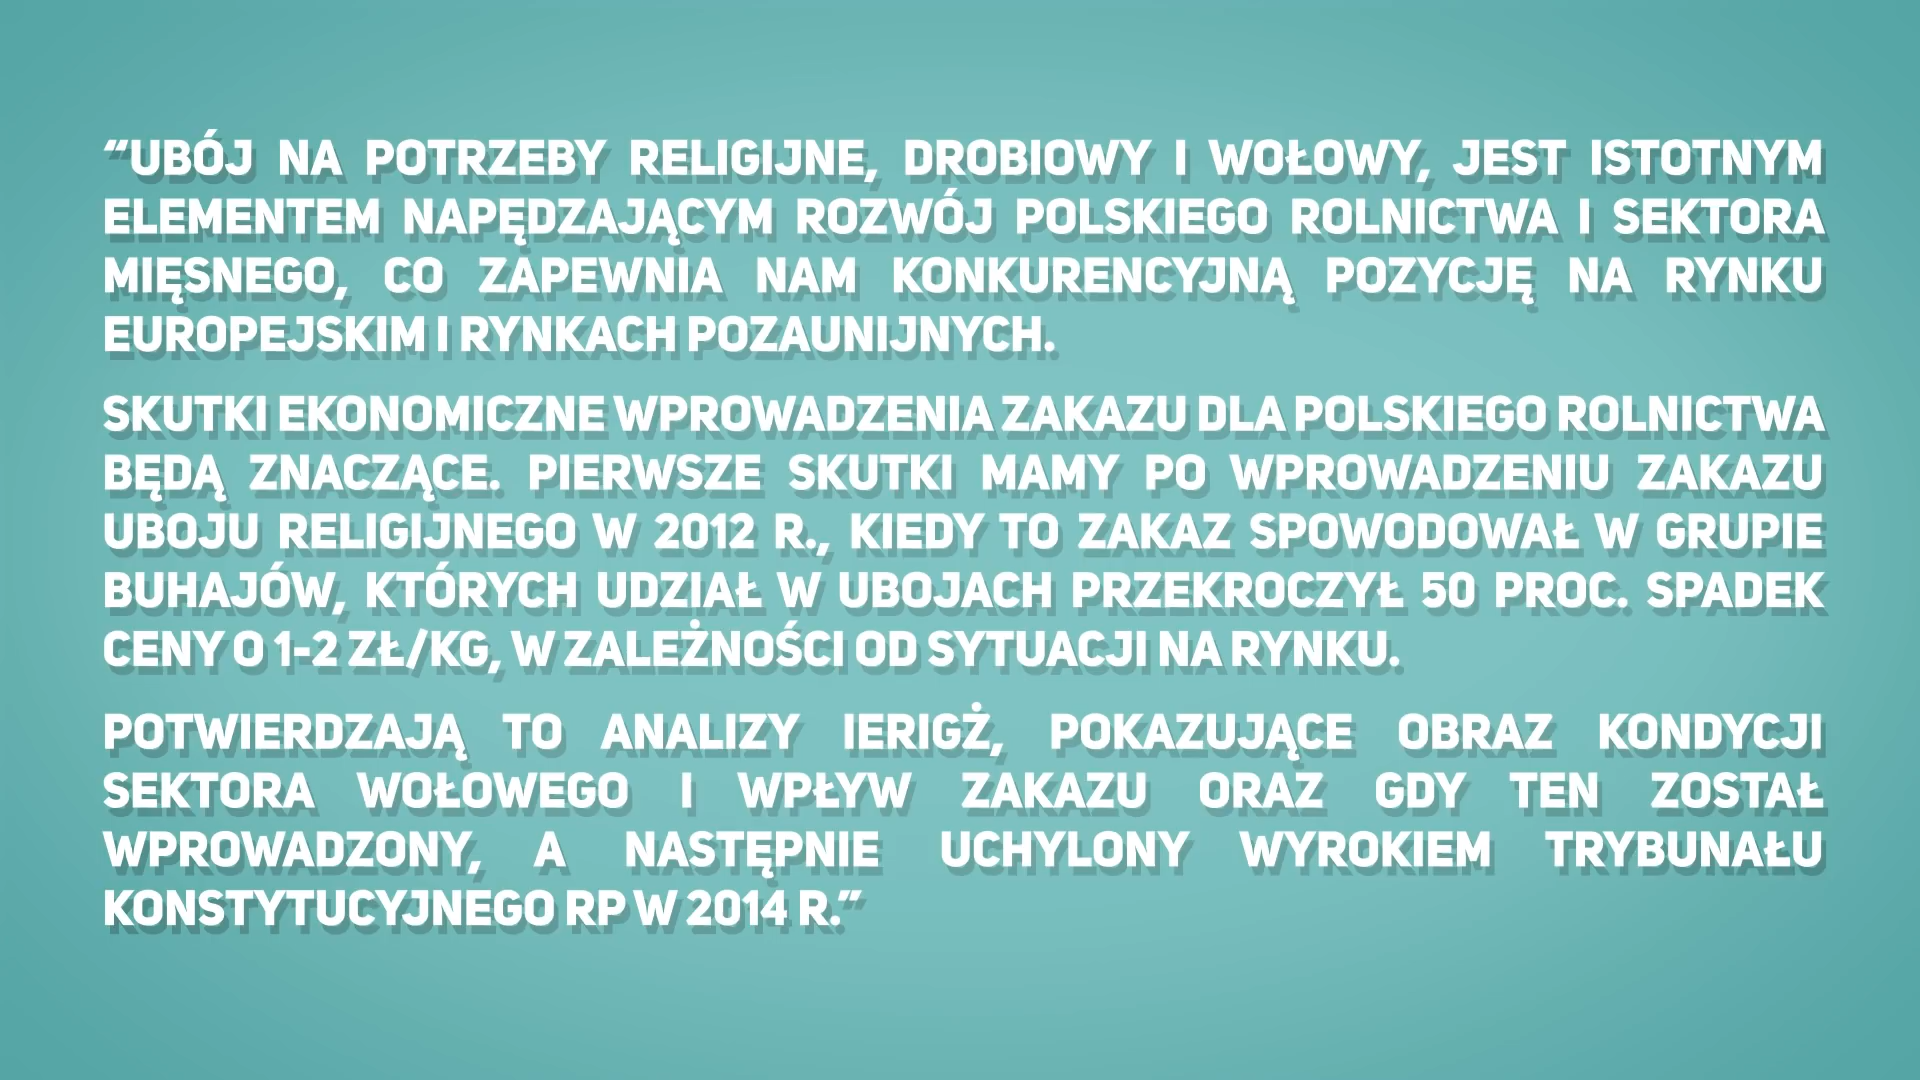 “UBÓJ NA POTRZEBY RELIGIJNE, DROBIOWY I WOŁOWY, JEST ISTOTNYM
ELEMENTEM NAPĘDZAJĄCYM ROZWÓJ POLSKIEGO ROLNICTWA I SEKTORA
MIĘSNEGO, CO ZAPEWNIA NAM KONKURENCYJNĄ POZYCJĘ NA RYNKU
EUROPEJSKIM I RYNKACH POZAUNIJNYCH.
SKUTKI EKONOMICZNE WPROWADZENIA ZAKAZU DLA POLSKIEGO ROLNICTWA
BĘDĄ ZNACZĄCE. PIERWSZE SKUTKI MAMY PO WPROWADZENIU ZAKAZU
UBOJU RELIGIJNEGO W 2012 R., KIEDY TO ZAKAZ SPOWODOWAŁ W GRUPIE
BUHAJÓW, KTÓRYCH UDZIAŁ W UBOJACH PRZEKROCZYŁ 50 PROC. SPADEK
CENY O 1-2 ZŁ/KG, W ZALEŻNOŚCI OD SYTUACJI NA RYNKU.
POTWIERDZAJĄ TO ANALIZY IERIGŻ, POKAZUJĄCE OBRAZ KONDYCJI
SEKTORA WOŁOWEGO I WPŁYW ZAKAZU ORAZ GDY TEN ZOSTAŁ
WPROWADZONY, A NASTĘPNIE UCHYLONY WYROKIEM TRYBUNAŁU
KONSTYTUCYJNEGO RP W 2014 R.”